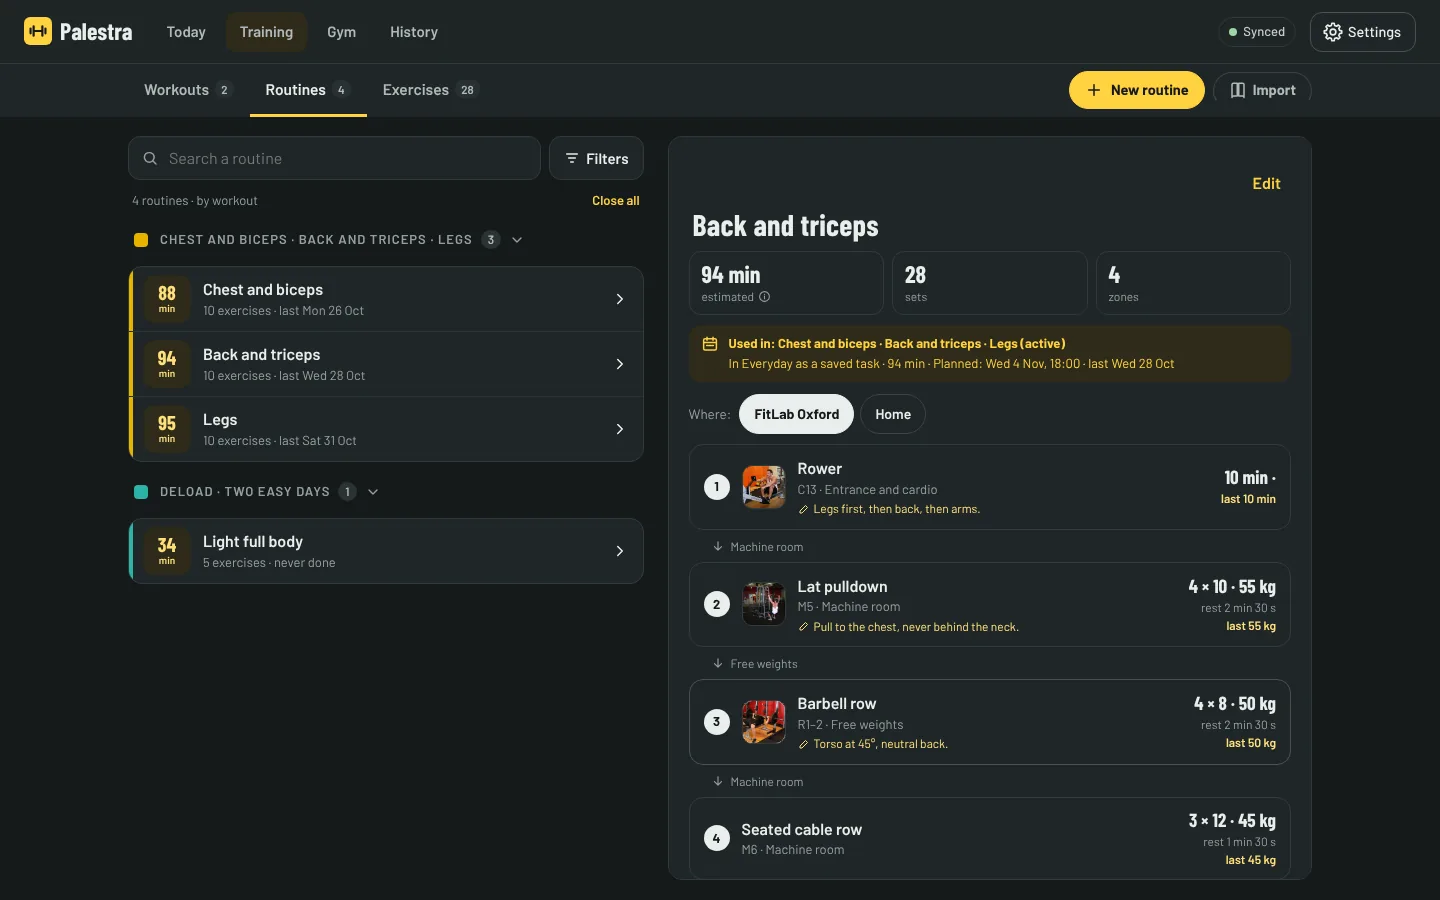 Palestra
Today
Training
Gym
History
Synced
Settings
Workouts 2
Routines 4
Exercises 28
New routine
Import
Search a routine
Filters
4 routines · by workout
Close all
CHEST AND BICEPS · BACK AND TRICEPS · LEGS 3
88 min
Chest and biceps
10 exercises · last Mon 26 Oct
94 min
Back and triceps
10 exercises · last Wed 28 Oct
95 min
Legs
10 exercises · last Sat 31 Oct
DELOAD · TWO EASY DAYS 1
34 min
Light full body
5 exercises · never done
Edit
Back and triceps
94 min
estimated
28
sets
4
zones
Used in: Chest and biceps · Back and triceps · Legs (active)
In Everyday as a saved task · 94 min · Planned: Wed 4 Nov, 18:00 · last Wed 28 Oct
Where: FitLab Oxford Home
1
Rower
C13 · Entrance and cardio
Legs first, then back, then arms.
10 min ·
last 10 min
↓ Machine room
2
Lat pulldown
M5 · Machine room
Pull to the chest, never behind the neck.
4 × 10 · 55 kg
rest 2 min 30 s
last 55 kg
↓ Free weights
3
Barbell row
R1–2 · Free weights
Torso at 45°, neutral back.
4 × 8 · 50 kg
rest 2 min 30 s
last 50 kg
↓ Machine room
4
Seated cable row
M6 · Machine room
3 × 12 · 45 kg
rest 1 min 30 s
last 45 kg